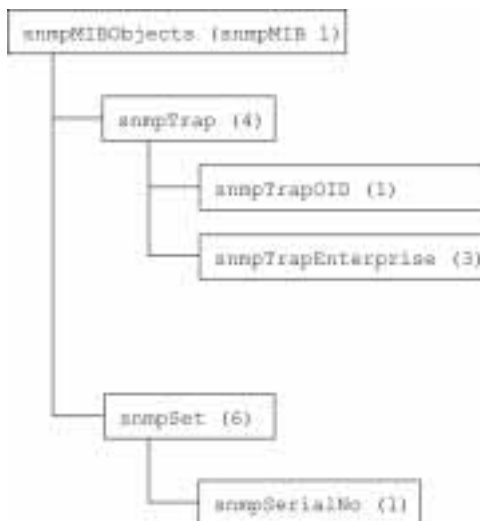 snmpMIBObjects (snmpMIB 1)
snmpTrap (4)
snmpTrapOID (1)
snmpTrapEnterprise (3)
snmpSet (6)
snmpSerialNo (1)